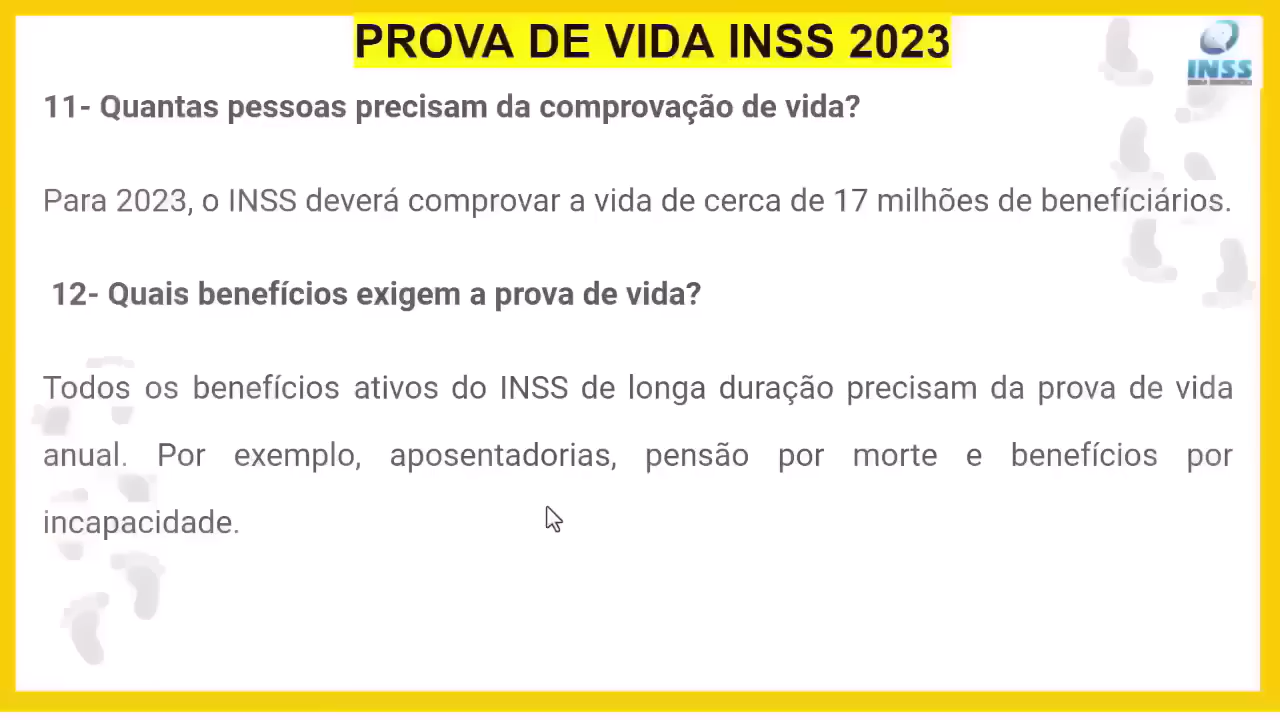 PROVA DE VIDA INSS 2023
INSS
11- Quantas pessoas precisam da comprovação de vida?
Para 2023, o INSS deverá comprovar a vida de cerca de 17 milhões de benefíciários.
12- Quais benefícios exigem a prova de vida?
Todos os benefícios ativos do INSS de longa duração precisam da prova de vida
anual. Por exemplo, aposentadorias, pensão por morte e benefícios por
incapacidade.